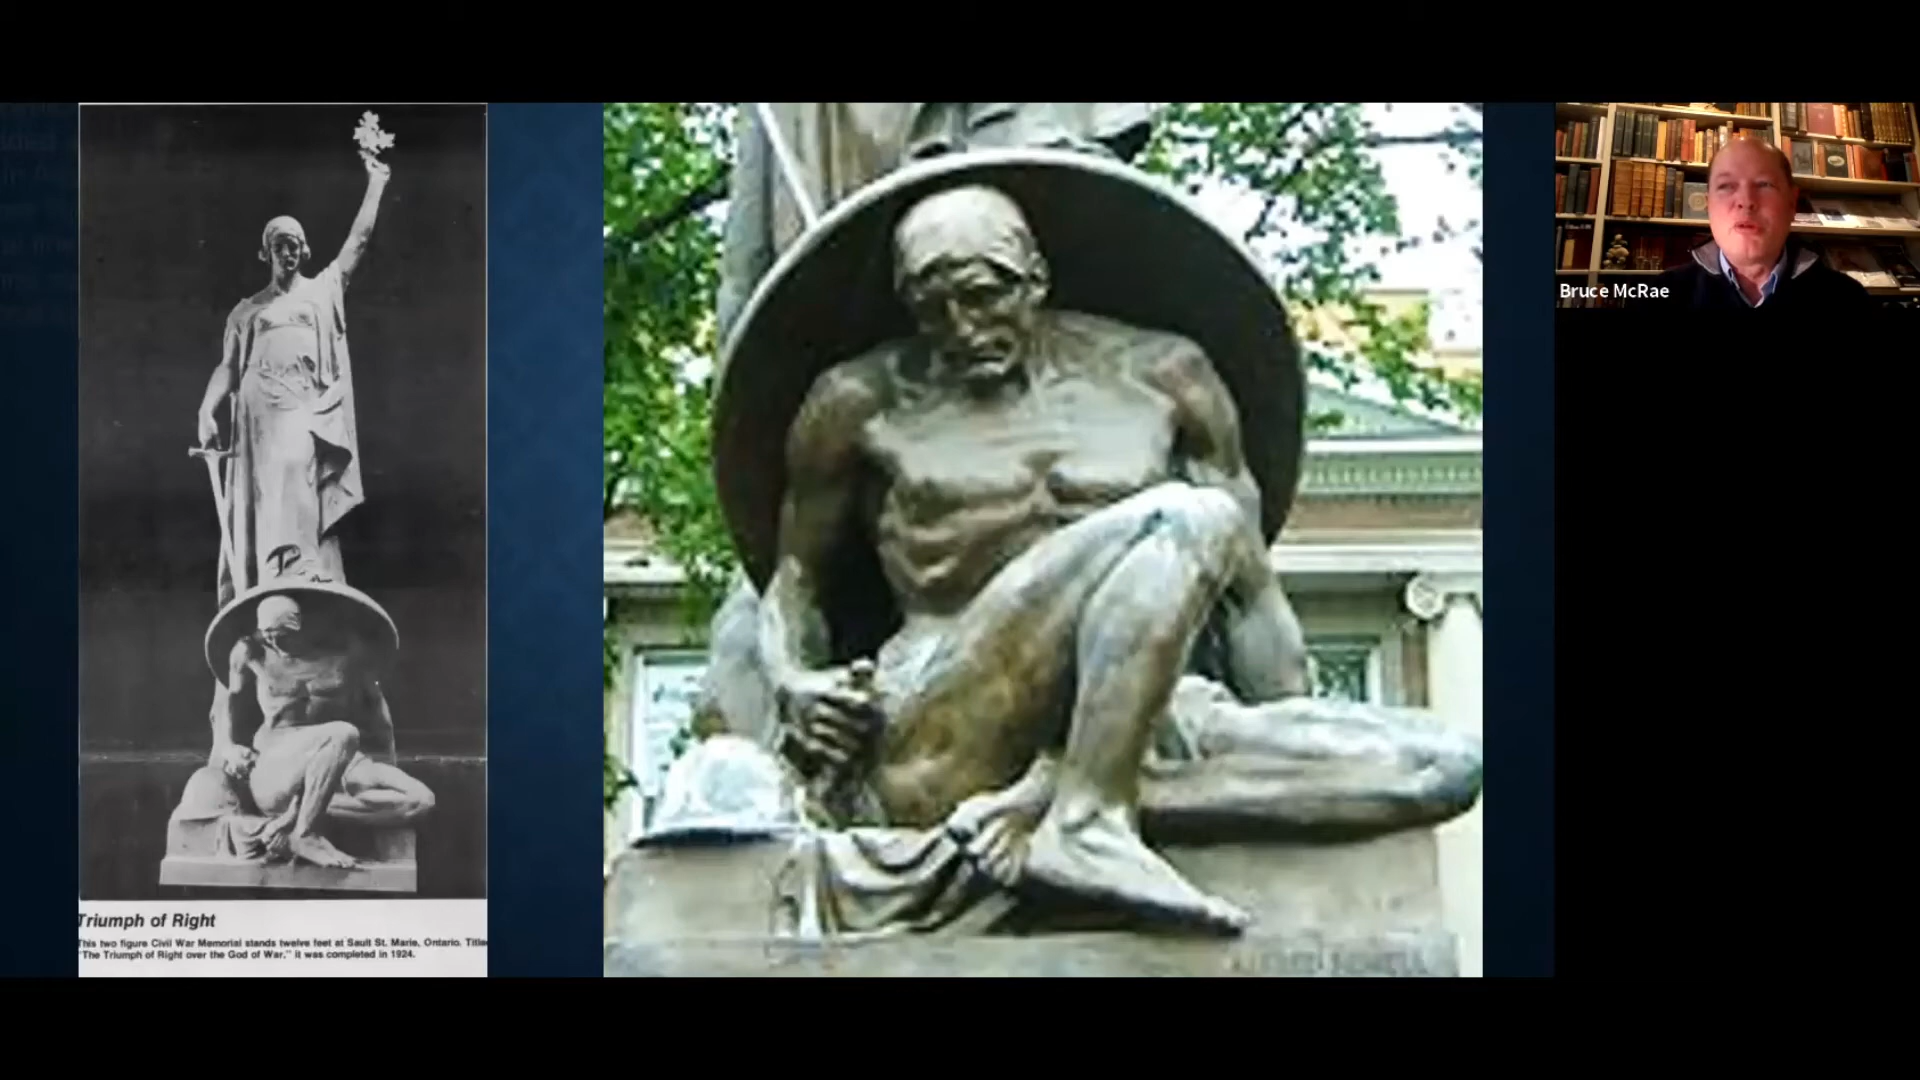 Triumph of Right
This two figure Civil War Memorial stands twelve feet at Sault St. Marie, Ontario. Title
"The Triumph of Right over the God of War." It was completed in 1924.
Bruce McRae